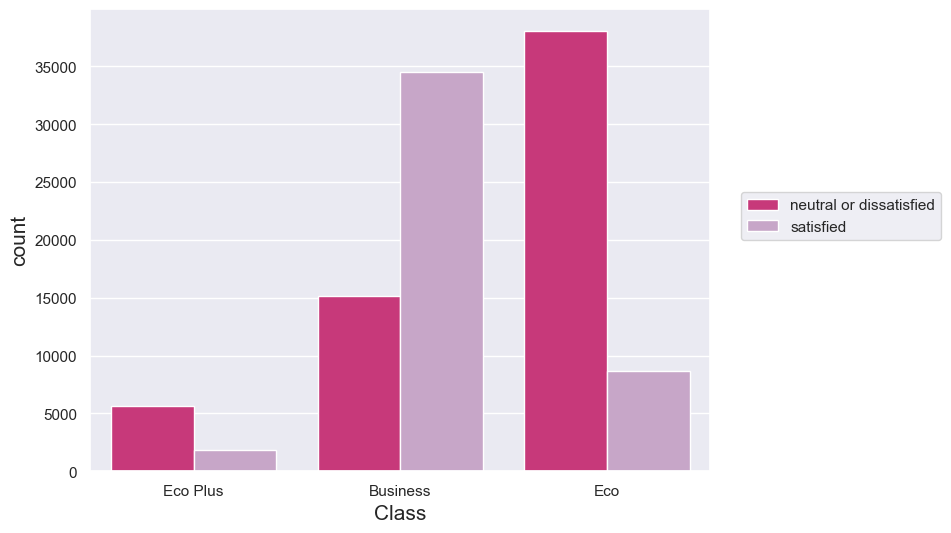 35000
30000
25000
20000
15000
10000
5000
0
count
Eco Plus
Business
Eco
Class
neutral or dissatisfied
satisfied